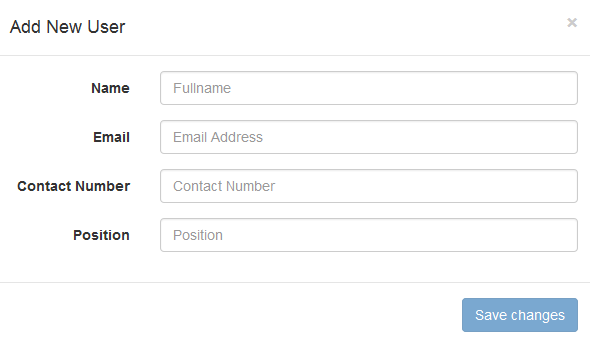 Add New User ×
Name Fullname
Email Email Address
Contact Number Contact Number
Position Position
Save changes